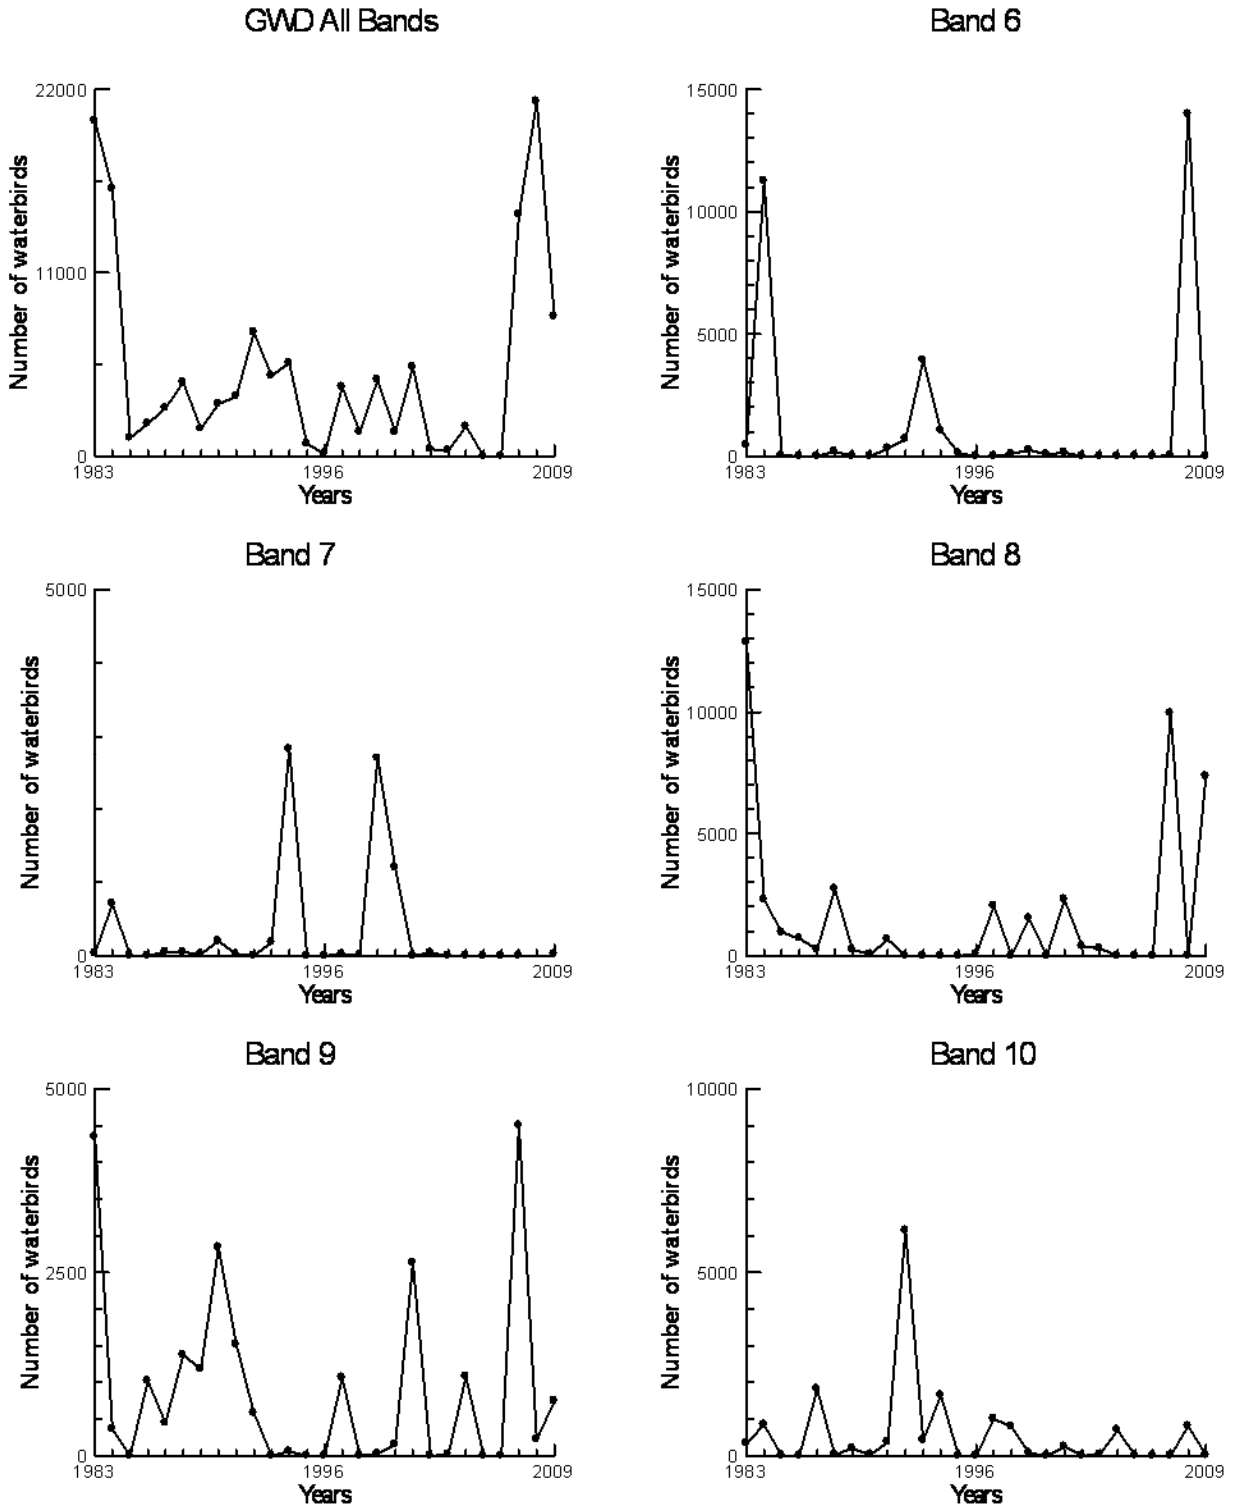 GWD All Bands
22000
11000
0
Number of waterbirds
1983
1996
2009
Years
Band 6
15000
10000
5000
0
Number of waterbirds
1983
1996
2009
Years
Band 7
5000
0
Number of waterbirds
1983
1996
2009
Years
Band 8
15000
10000
5000
0
Number of waterbirds
1983
1996
2009
Years
Band 9
5000
2500
0
Number of waterbirds
1983
1996
2009
Years
Band 10
10000
5000
0
Number of waterbirds
1983
1996
2009
Years